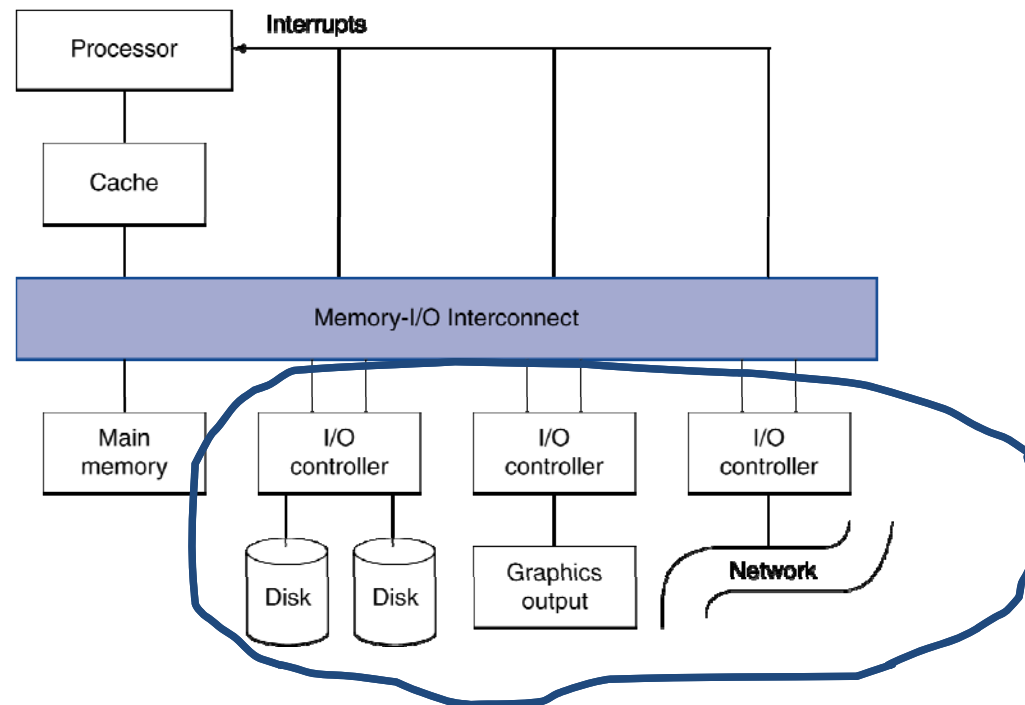 Interrupts
Processor
Cache
Memory-I/O Interconnect
Main
memory
I/O
controller
I/O
controller
I/O
controller
Disk
Disk
Graphics
output
Network